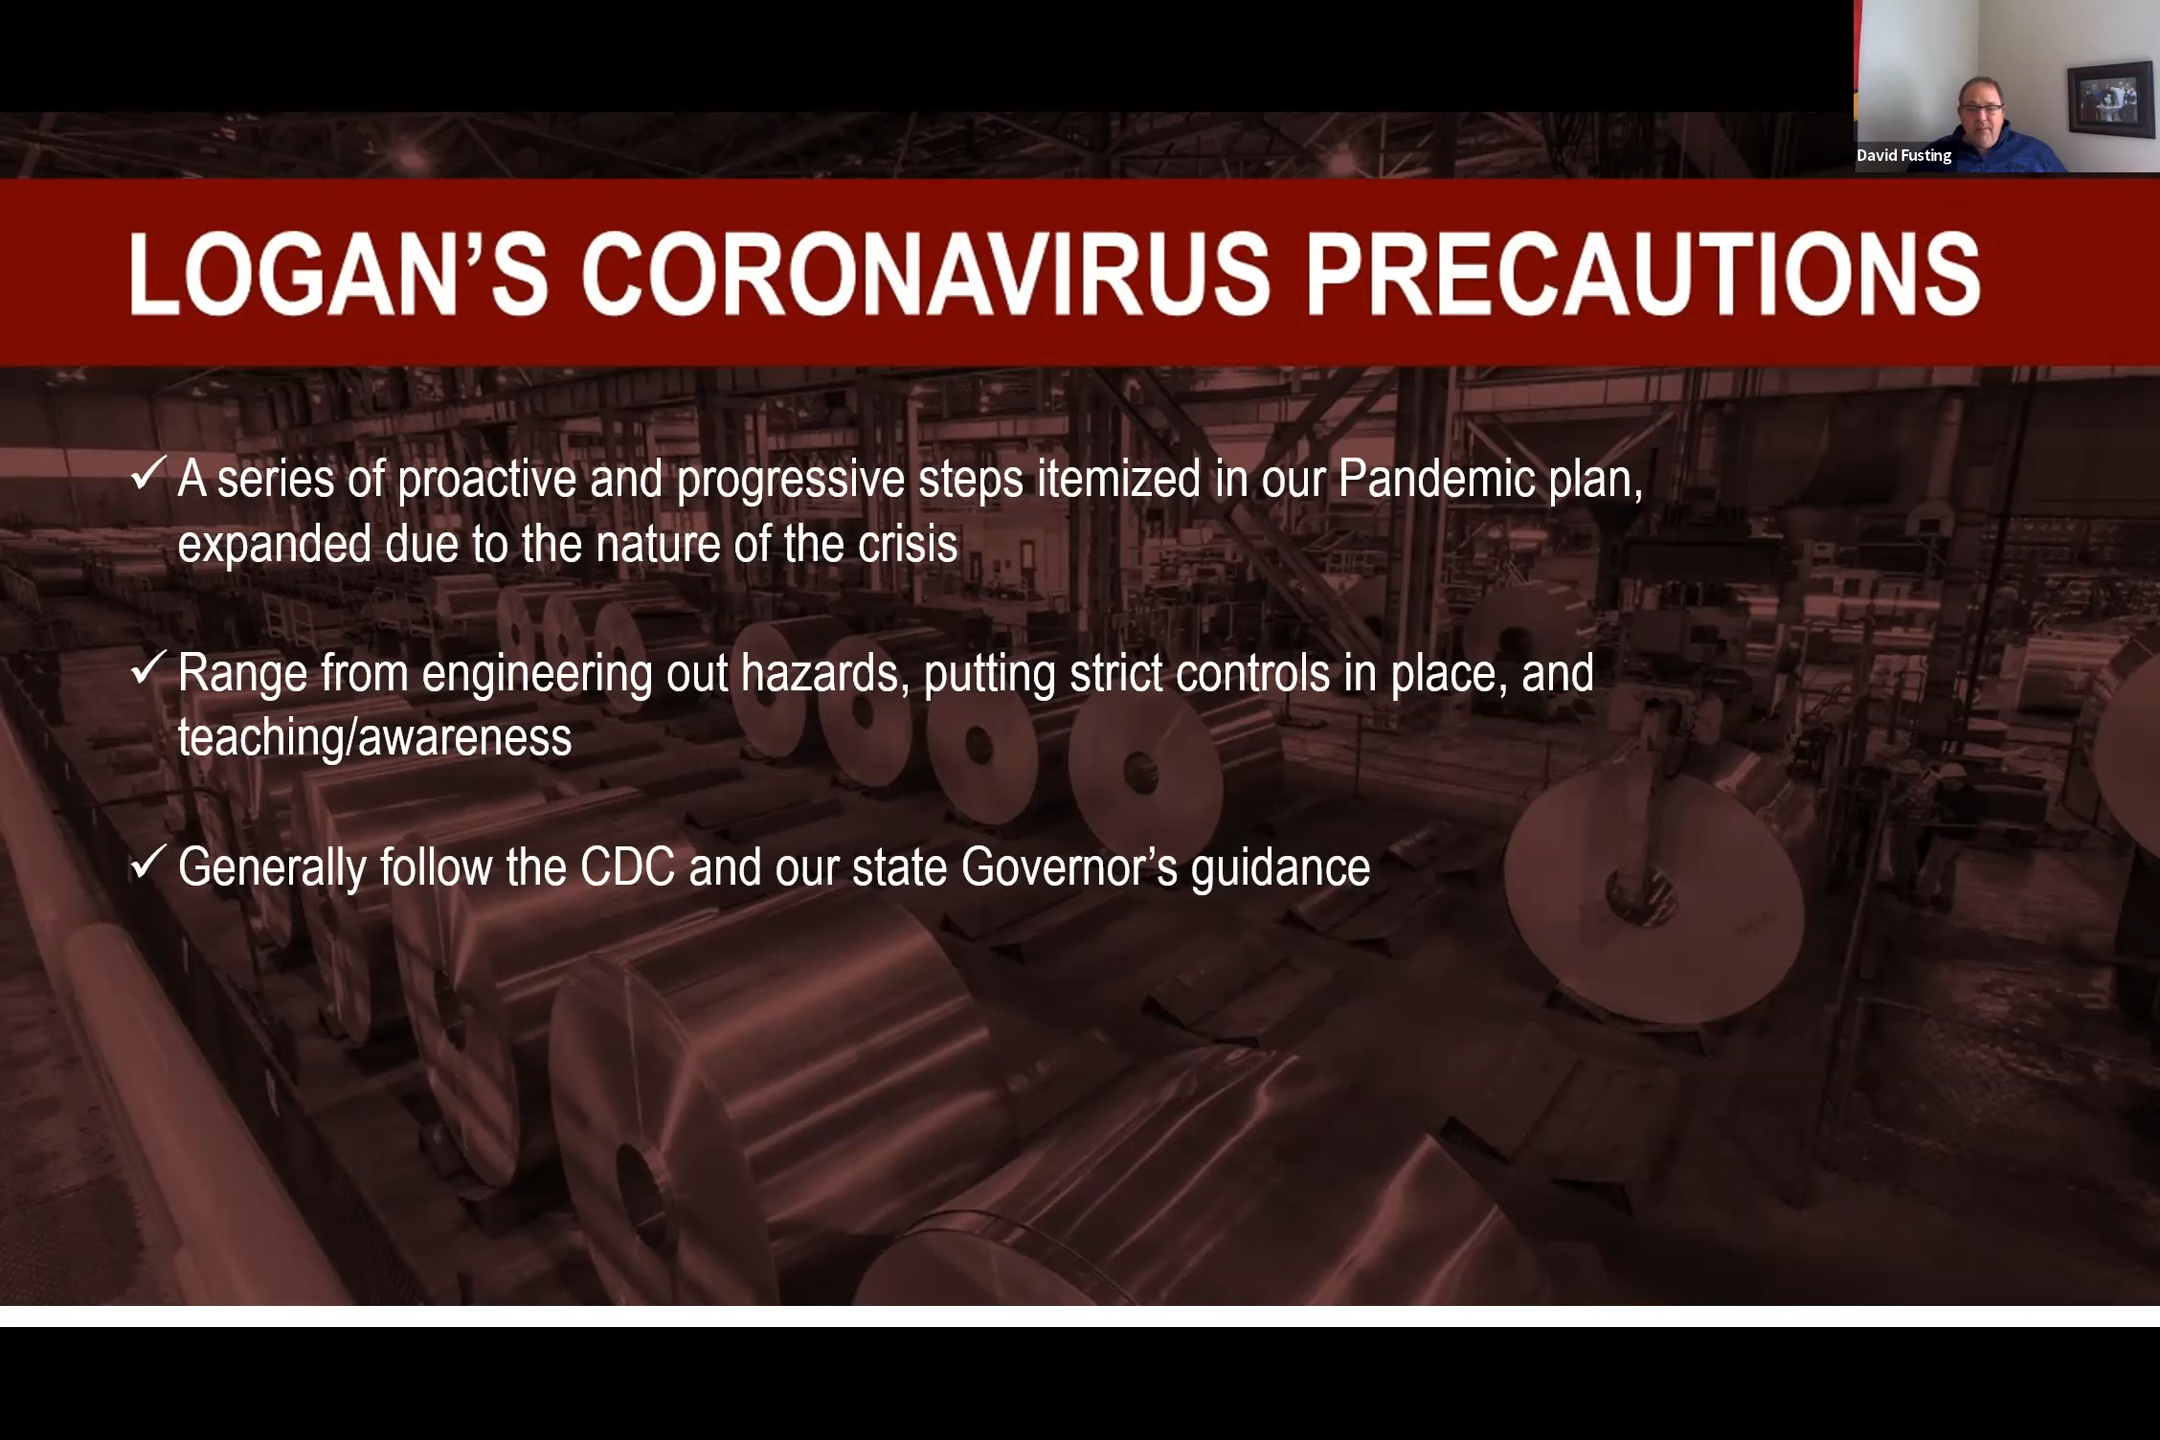 David Fusting
LOGAN’S CORONAVIRUS PRECAUTIONS
✓ A series of proactive and progressive steps itemized in our Pandemic plan,
expanded due to the nature of the crisis
✓ Range from engineering out hazards, putting strict controls in place, and
teaching/awareness
✓ Generally follow the CDC and our state Governor’s guidance